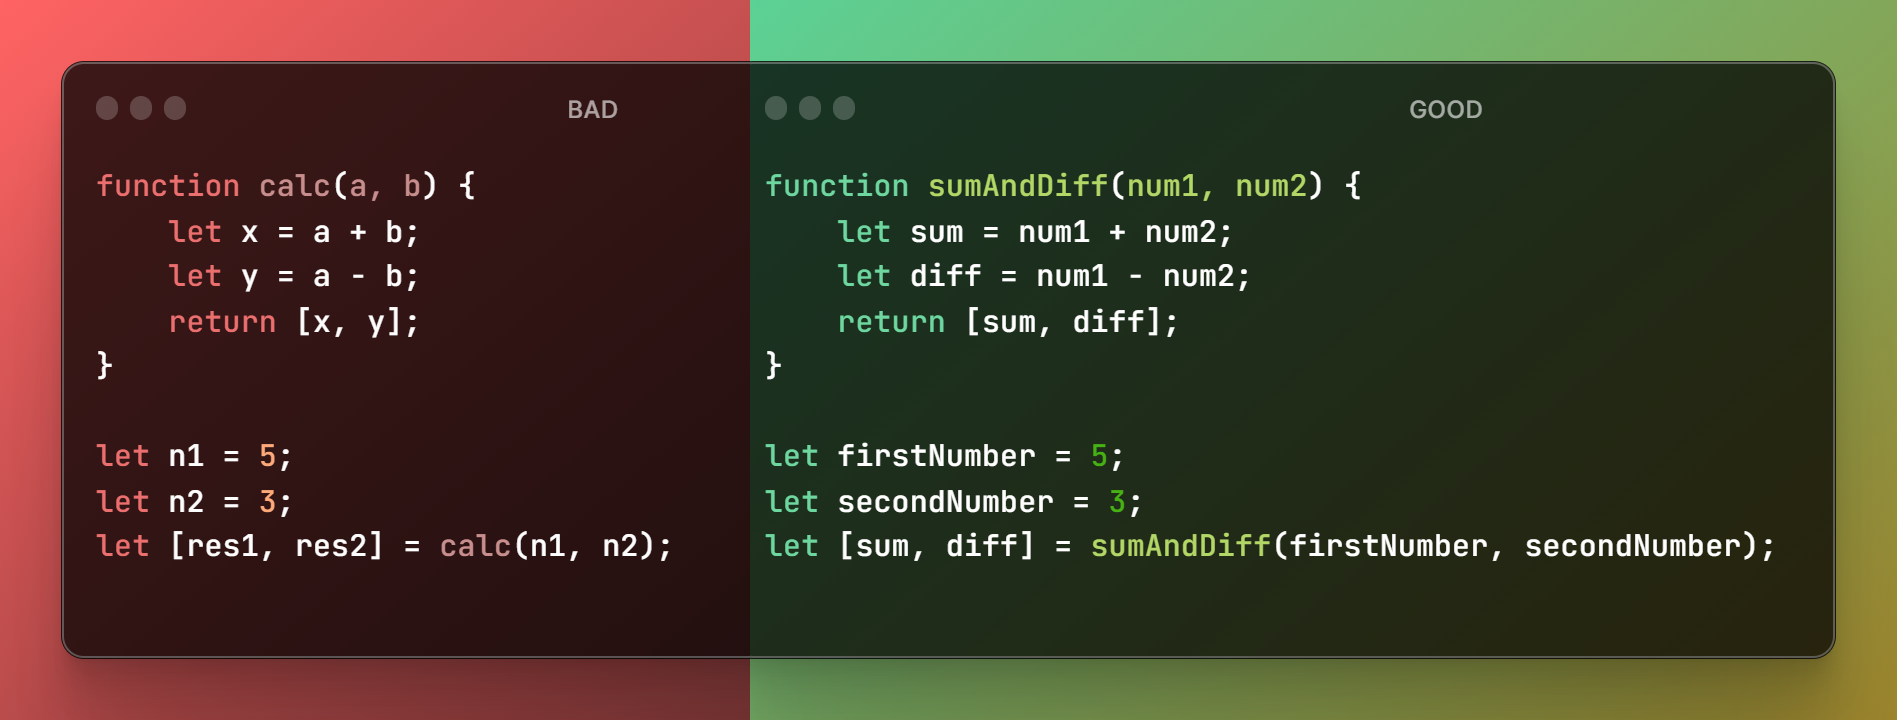 BAD
function calc(a, b) {
    let x = a + b;
    let y = a - b;
    return [x, y];
}

let n1 = 5;
let n2 = 3;
let [res1, res2] = calc(n1, n2);
GOOD
function sumAndDiff(num1, num2) {
    let sum = num1 + num2;
    let diff = num1 - num2;
    return [sum, diff];
}

let firstNumber = 5;
let secondNumber = 3;
let [sum, diff] = sumAndDiff(firstNumber, secondNumber);